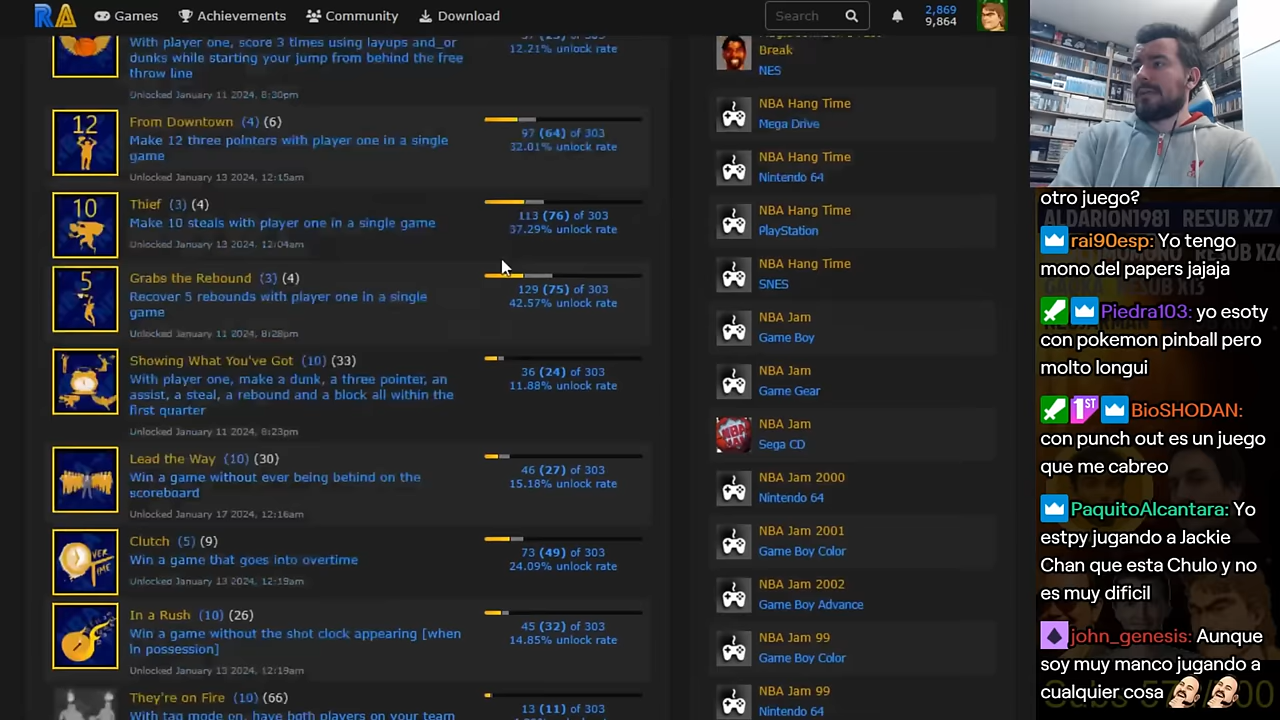 RA Games Achievements Community Download Search 2,869
9,864
With player one, score 3 times using layups and_or
dunks while starting your jump from behind the free
throw line
Unlocked January 11 2024, 8:30pm
12.21% unlock rate
12
From Downtown (4) (6)
Make 12 three pointers with player one in a single
game
Unlocked January 13 2024, 12:15am
97 (64) of 303
32.01% unlock rate
10
Thief (3) (4)
Make 10 steals with player one in a single game
Unlocked January 13 2024, 12:04am
113 (76) of 303
37.29% unlock rate
5
Grabs the Rebound (3) (4)
Recover 5 rebounds with player one in a single
game
Unlocked January 11 2024, 8:28pm
129 (75) of 303
42.57% unlock rate
Showing What You've Got (10) (33)
With player one, make a dunk, a three pointer, an
assist, a steal, a rebound and a block all within the
first quarter
Unlocked January 11 2024, 8:23pm
36 (24) of 303
11.88% unlock rate
Lead the Way (10) (30)
Win a game without ever being behind on the
scoreboard
Unlocked January 17 2024, 12:16am
46 (27) of 303
15.18% unlock rate
OVER
TIME
Clutch (5) (9)
Win a game that goes into overtime
Unlocked January 13 2024, 12:19am
73 (49) of 303
24.09% unlock rate
In a Rush (10) (26)
Win a game without the shot clock appearing [when
in possession]
Unlocked January 13 2024, 12:19am
45 (32) of 303
14.85% unlock rate
They're on Fire (10) (66)
With tag mode on, have both players on your team
13 (11) of 303
Break
NES
NBA Hang Time
Mega Drive
NBA Hang Time
Nintendo 64
NBA Hang Time
PlayStation
NBA Hang Time
SNES
NBA Jam
Game Boy
NBA Jam
Game Gear
NBA Jam
Sega CD
NBA Jam 2000
Nintendo 64
NBA Jam 2001
Game Boy Color
NBA Jam 2002
Game Boy Advance
NBA Jam 99
Game Boy Color
NBA Jam 99
Nintendo 64
otro juego?
ALDARION1981 RESUB X27
rai90esp: Yo tengo
mono del papers jajaja
RESUB X13
Piedra103: yo esoty
con pokemon pinball pero
molto longui
1ST BioSHODAN:
con punch out es un juego
que me cabreo
PaquitoAlcantara: Yo
estpy jugando a Jackie
Chan que esta Chulo y no
es muy dificil
john_genesis: Aunque
soy muy manco jugando a
cualquier cosa